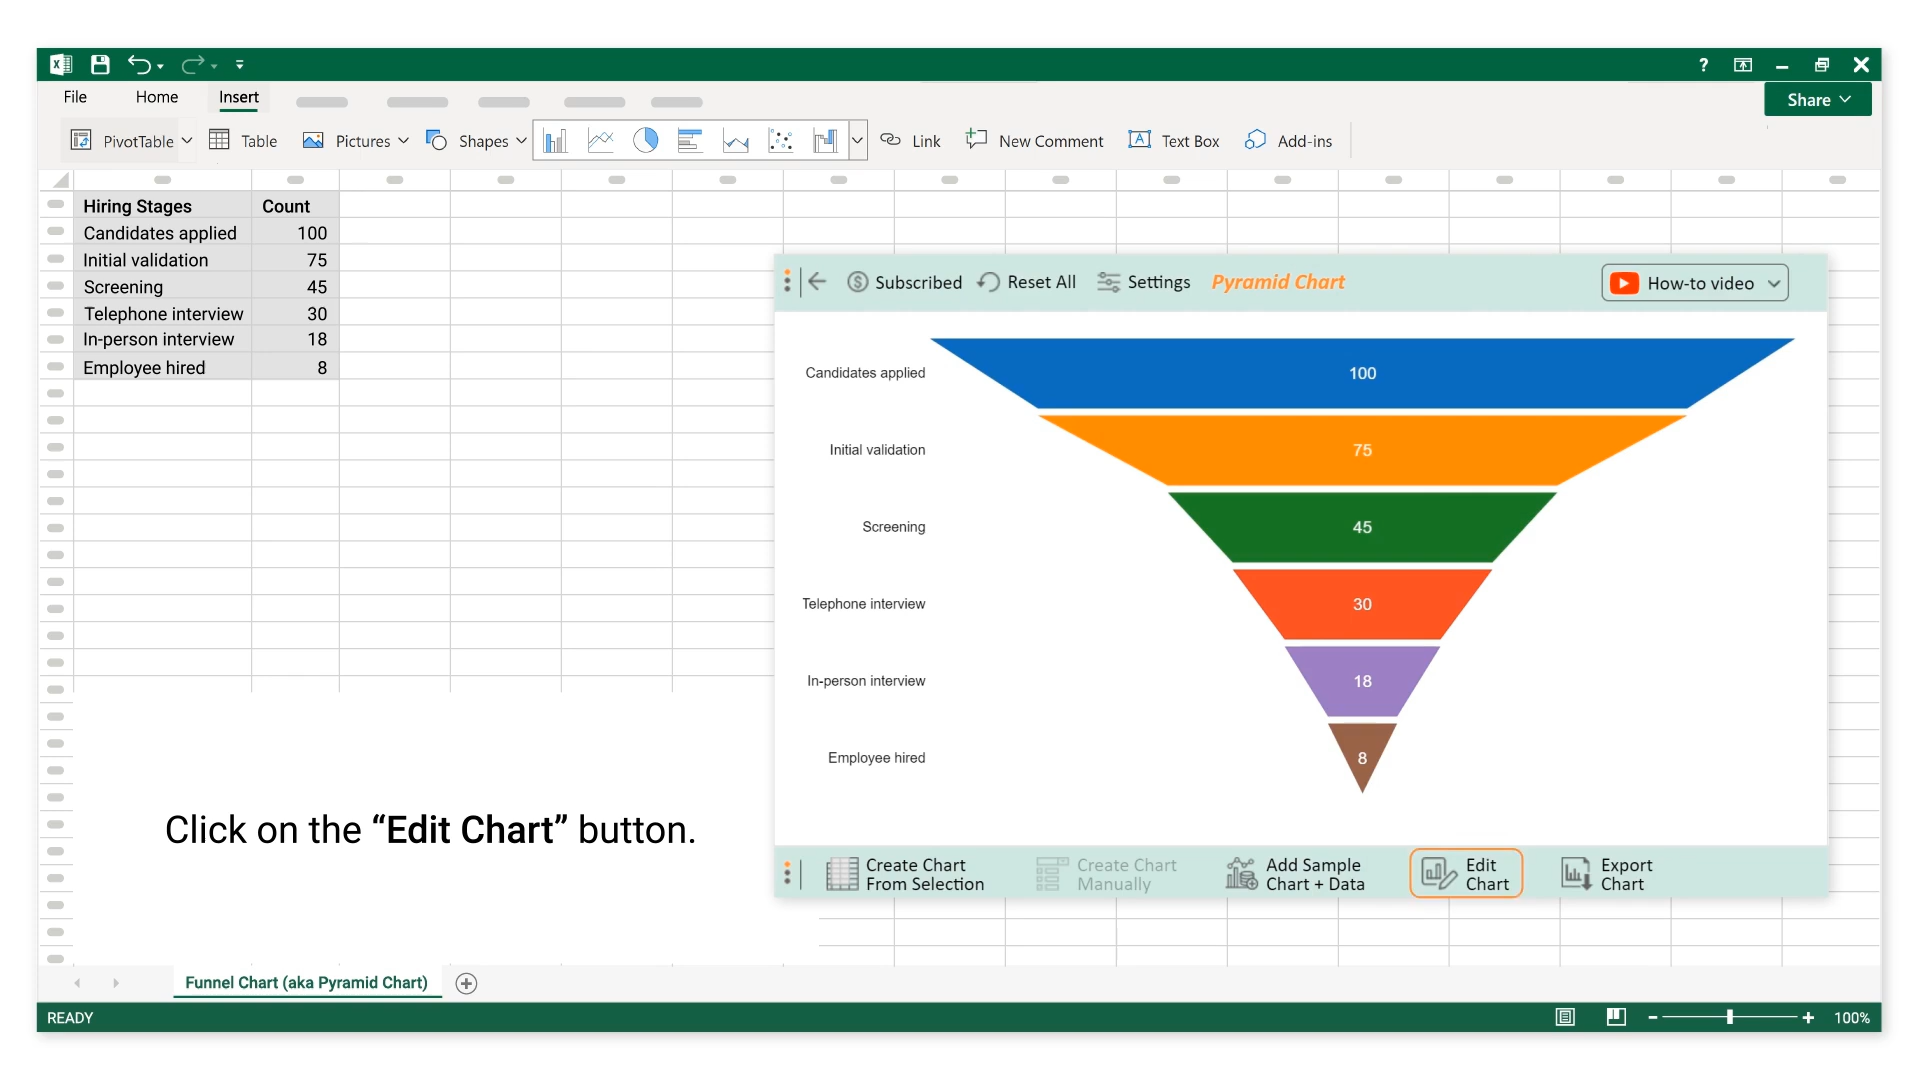 File Home Insert
Share
PivotTable Table Pictures Shapes Link New Comment Text Box Add-ins
Hiring Stages Count
Candidates applied 100
Initial validation 75
Screening 45
Telephone interview 30
In-person interview 18
Employee hired 8
Subscribed Reset All Settings Pyramid Chart How-to video
Candidates applied 100
Initial validation 75
Screening 45
Telephone interview 30
In-person interview 18
Employee hired 8
Click on the “Edit Chart” button.
Create Chart
From Selection
Create Chart
Manually
Add Sample
Chart + Data
Edit
Chart
Export
Chart
Funnel Chart (aka Pyramid Chart)
READY
100%